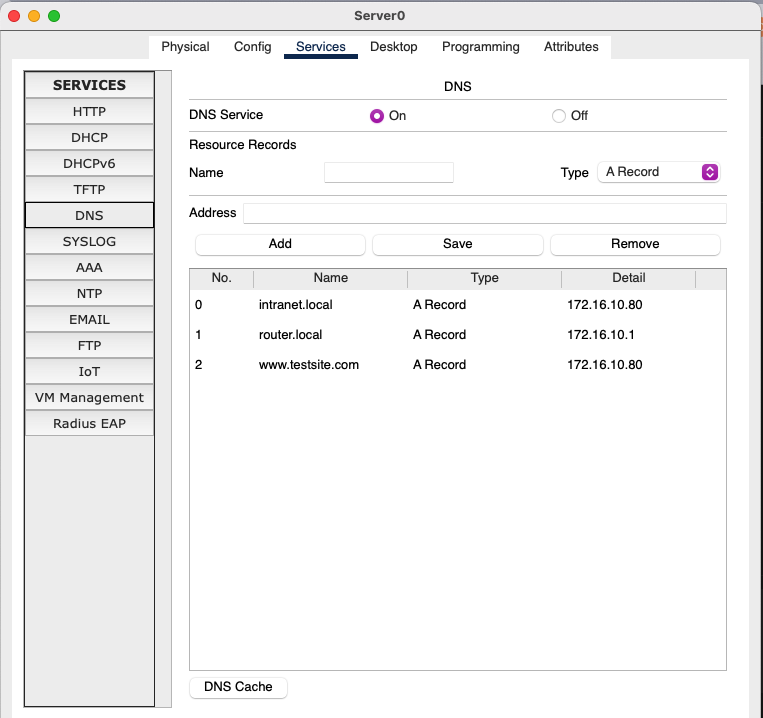 Server0
Physical Config Services Desktop Programming Attributes
SERVICES
HTTP
DHCP
DHCPv6
TFTP
DNS
SYSLOG
AAA
NTP
EMAIL
FTP
IoT
VM Management
Radius EAP
DNS
DNS Service On Off
Resource Records
Name Type A Record
Address
Add Save Remove
No. Name Type Detail
0 intranet.local A Record 172.16.10.80
1 router.local A Record 172.16.10.1
2 www.testsite.com A Record 172.16.10.80
DNS Cache